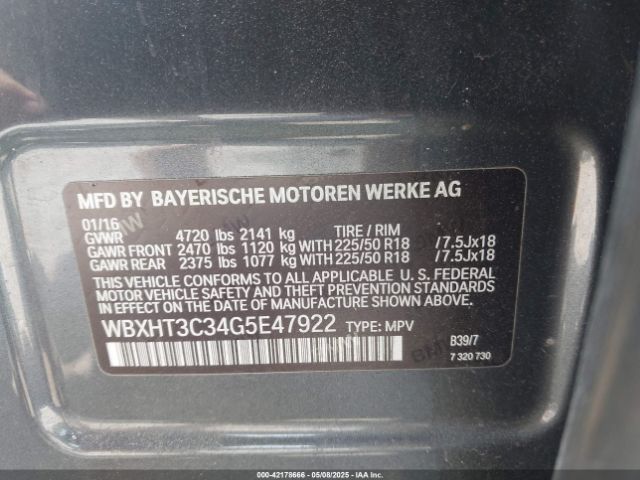 MFD BY BAYERISCHE MOTOREN WERKE AG
01/16
GVWR 4720 lbs 2141 kg TIRE / RIM
GAWR FRONT 2470 lbs 1120 kg WITH 225/50 R18 /7.5Jx18
GAWR REAR 2375 lbs 1077 kg WITH 225/50 R18 /7.5Jx18
THIS VEHICLE CONFORMS TO ALL APPLICABLE U. S. FEDERAL
MOTOR VEHICLE SAFETY AND THEFT PREVENTION STANDARDS
IN EFFECT ON THE DATE OF MANUFACTURE SHOWN ABOVE.
WBXHT3C34G5E47922 TYPE: MPV
B39/7
7 320 730
000-42178666 - 05/08/2025 - IAAI.COM